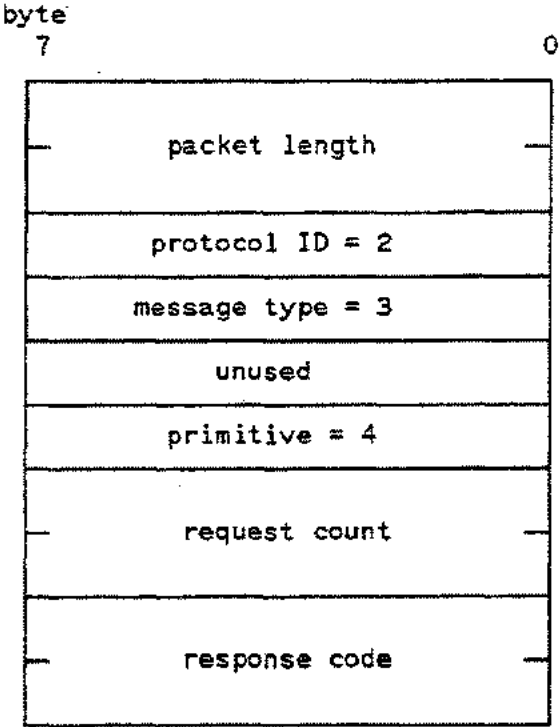 byte
7 0
packet length
protocol ID = 2
message type = 3
unused
primitive = 4
request count
response code